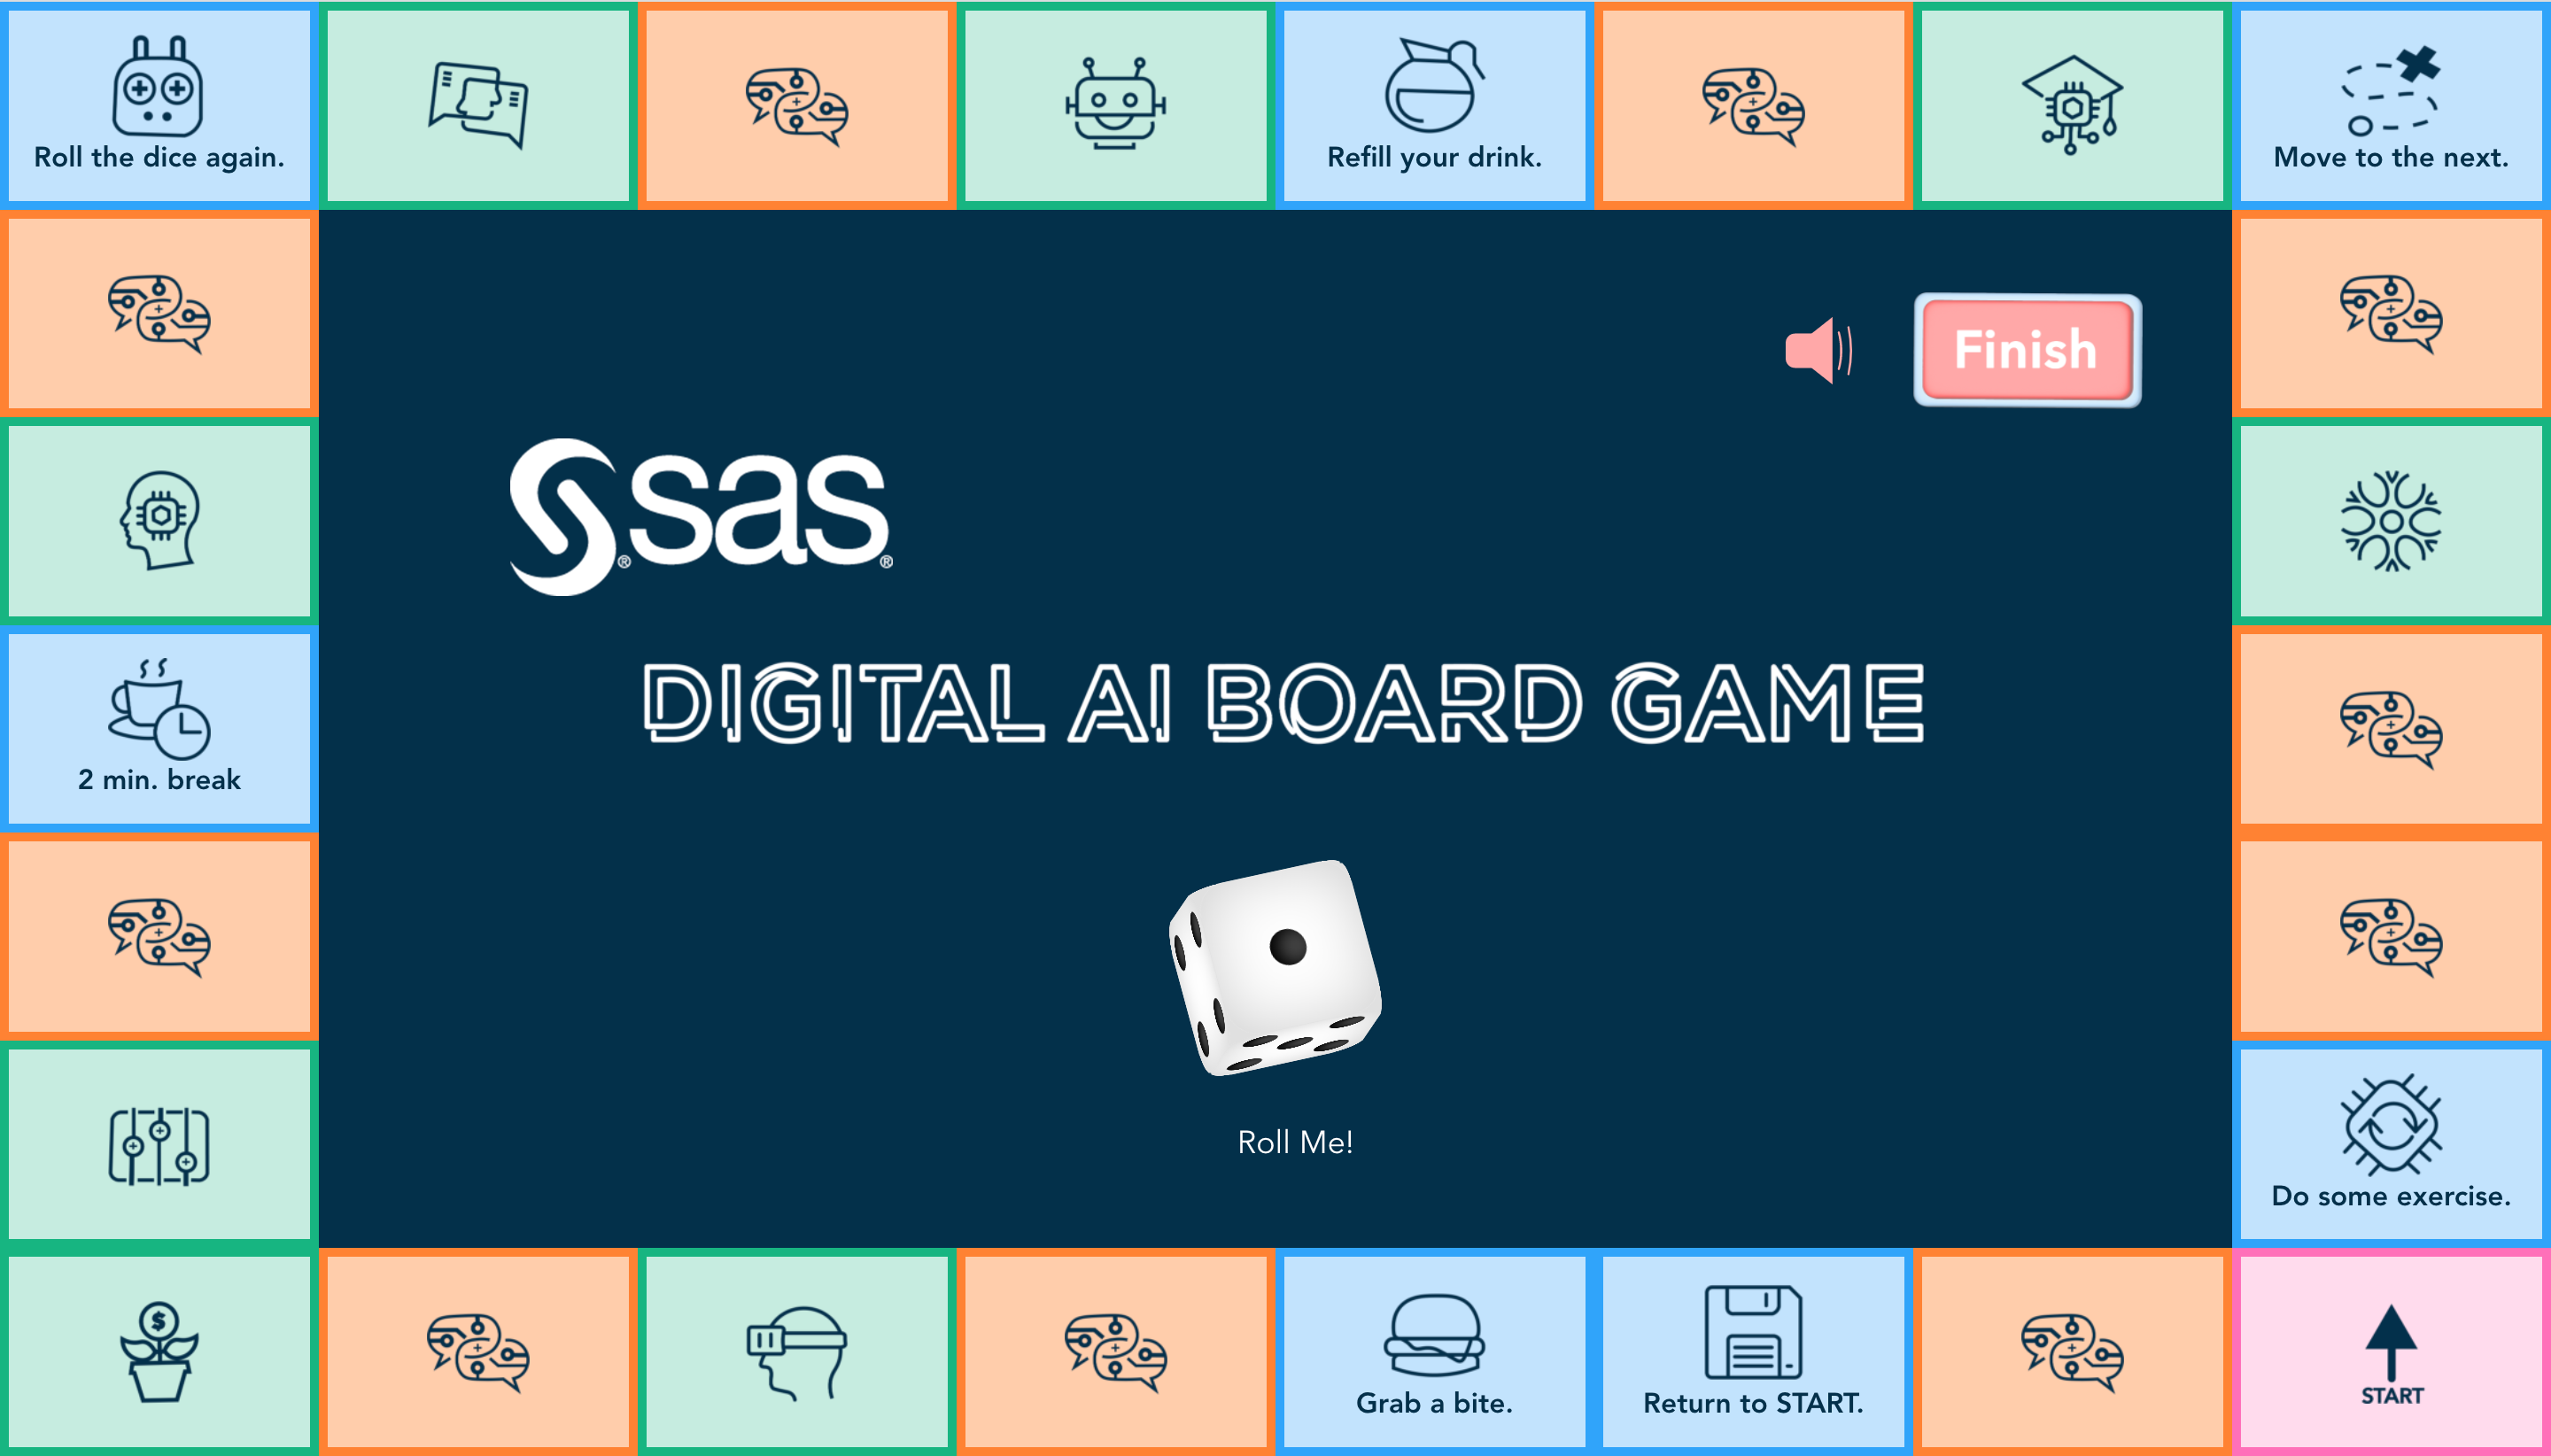 Roll the dice again.
Refill your drink.
Move to the next.
Finish
sas
DIGITAL AI BOARD GAME
2 min. break
Roll Me!
Do some exercise.
Grab a bite.
Return to START.
START